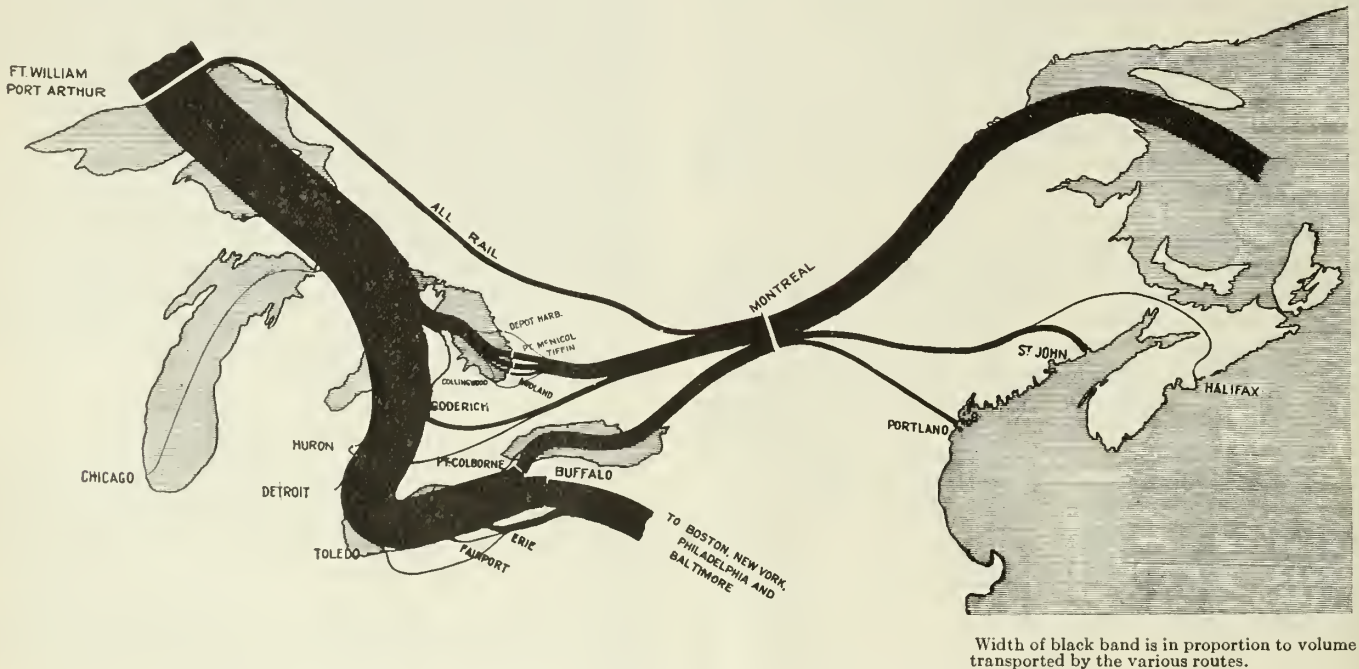 FT. WILLIAM
PORT ARTHUR
ALL
RAIL
MONTREAL
DEPOT HARB.
PT. McNICOL
TIFFIN
MIDLAND
COLLINGWOOD
GODERICH
HURON
PT. COLBORNE
BUFFALO
CHICAGO
DETROIT
TOLEDO
FAIRPORT
ERIE
TO BOSTON, NEW YORK,
PHILADELPHIA AND
BALTIMORE
ST. JOHN
HALIFAX
PORTLAND
Width of black band is in proportion to volume
transported by the various routes.